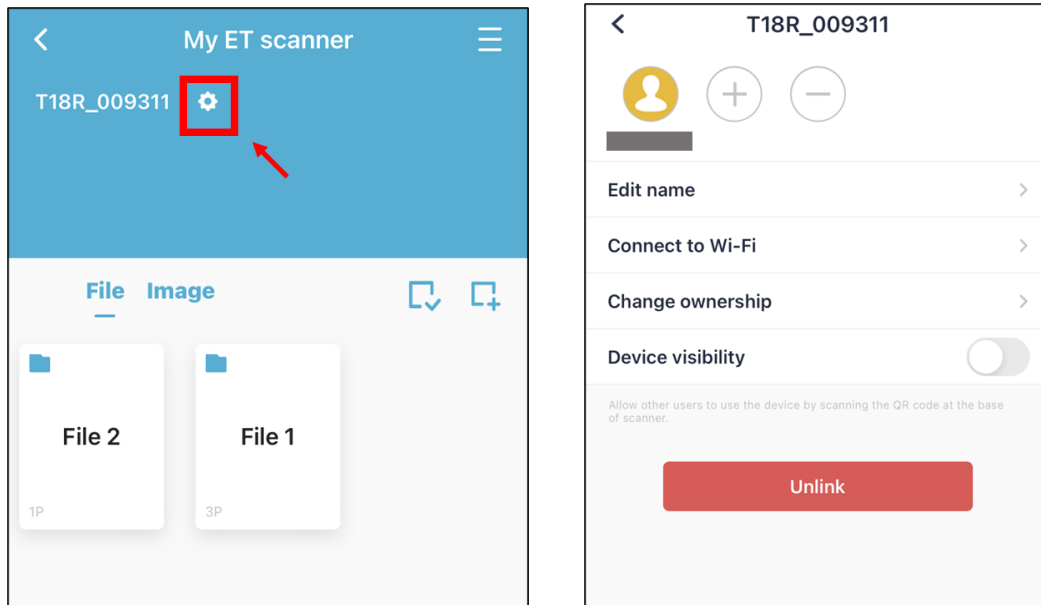 My ET scanner
T18R_009311
File Image
File 2
File 1
1P
3P
T18R_009311
Edit name
Connect to Wi-Fi
Change ownership
Device visibility
Allow other users to use the device by scanning the QR code at the base
of scanner.
Unlink